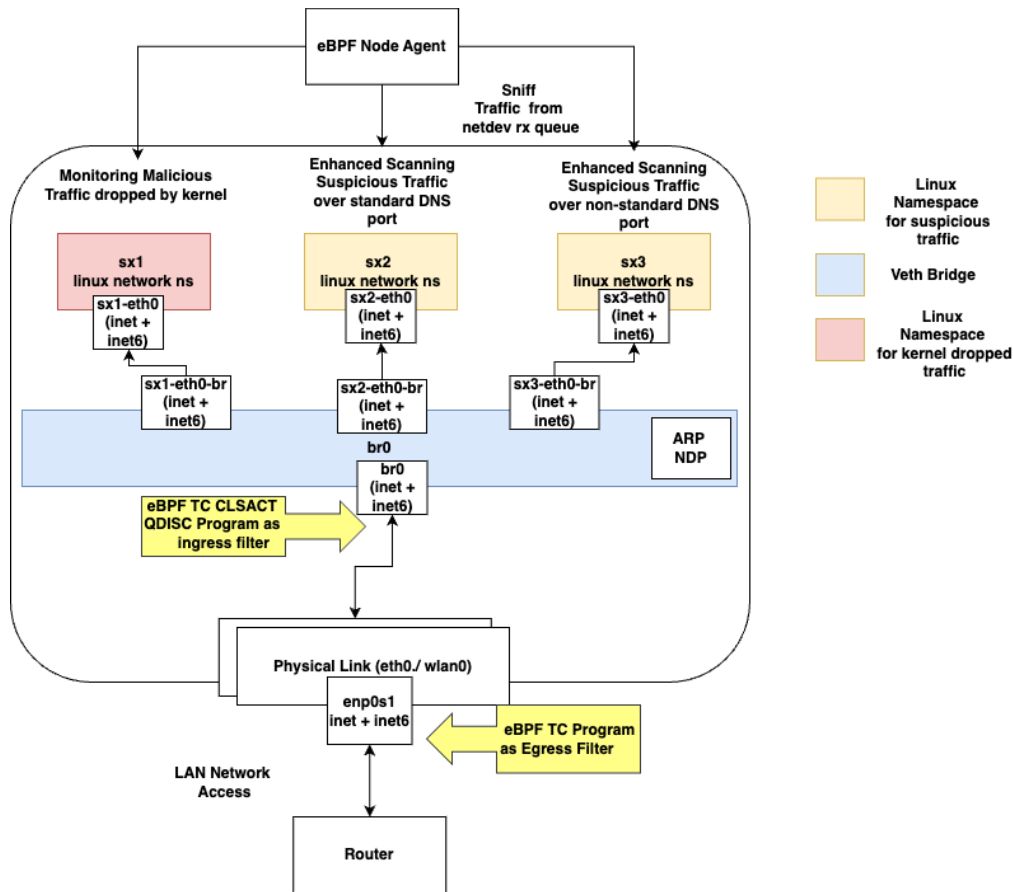 eBPF Node Agent
Sniff
Traffic from
netdev rx queue
Monitoring Malicious
Traffic dropped by kernel
Enhanced Scanning
Suspicious Traffic
over standard DNS
port
Enhanced Scanning
Suspicious Traffic
over non-standard DNS
port
sx1
linux network ns
sx1-eth0
(inet +
inet6)
sx2
linux network ns
sx2-eth0
(inet +
inet6)
sx3
linux network ns
sx3-eth0
(inet +
inet6)
sx1-eth0-br
(inet +
inet6)
sx2-eth0-br
(inet +
inet6)
sx3-eth0-br
(inet +
inet6)
br0
ARP
NDP
br0
(inet +
inet6)
eBPF TC CLSACT
QDISC Program as
ingress filter
Physical Link (eth0./ wlan0)
enp0s1
inet + inet6
eBPF TC Program
as Egress Filter
LAN Network
Access
Router
Linux
Namespace
for suspicious
traffic
Veth Bridge
Linux
Namespace
for kernel dropped
traffic